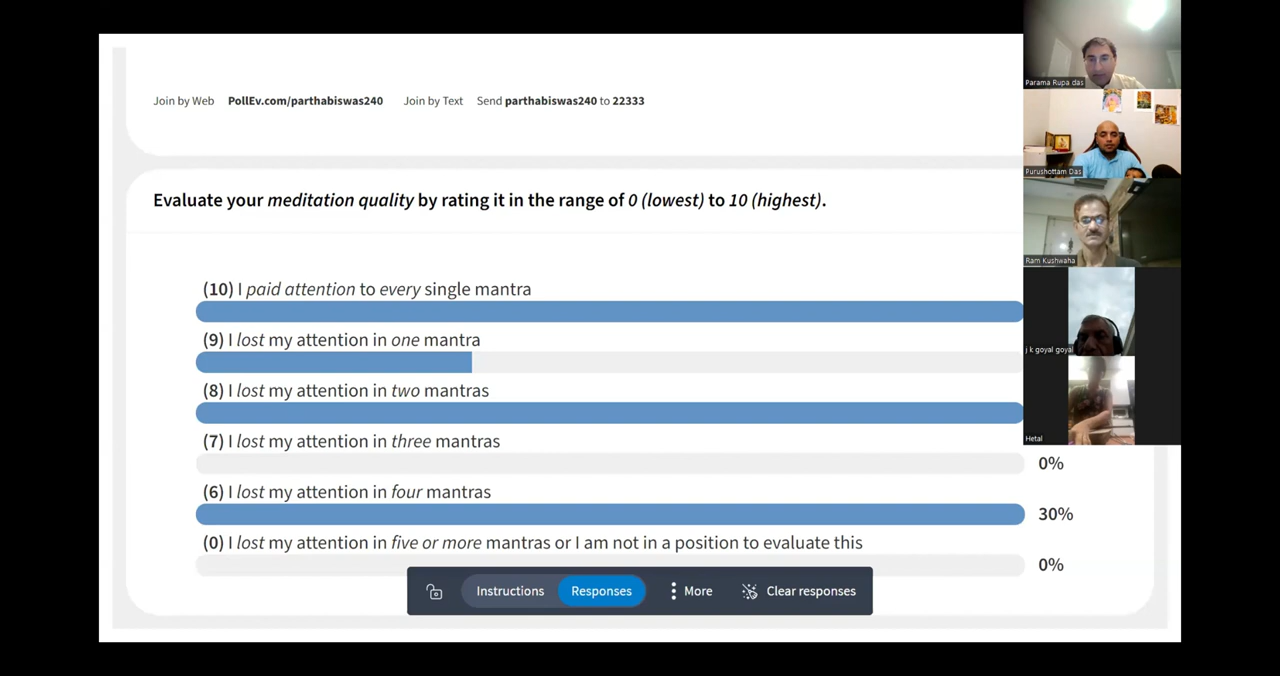 Join by Web PollEv.com/parthabiswas240 Join by Text Send parthabiswas240 to 22333
Evaluate your meditation quality by rating it in the range of 0 (lowest) to 10 (highest).
(10) I paid attention to every single mantra
(9) I lost my attention in one mantra
(8) I lost my attention in two mantras
(7) I lost my attention in three mantras
0%
(6) I lost my attention in four mantras
30%
(0) I lost my attention in five or more mantras or I am not in a position to evaluate this
0%
Instructions Responses More Clear responses
Parama Rupa das
Purushottam Das
Ram Kushwaha
j k goyal goyal
Hetal